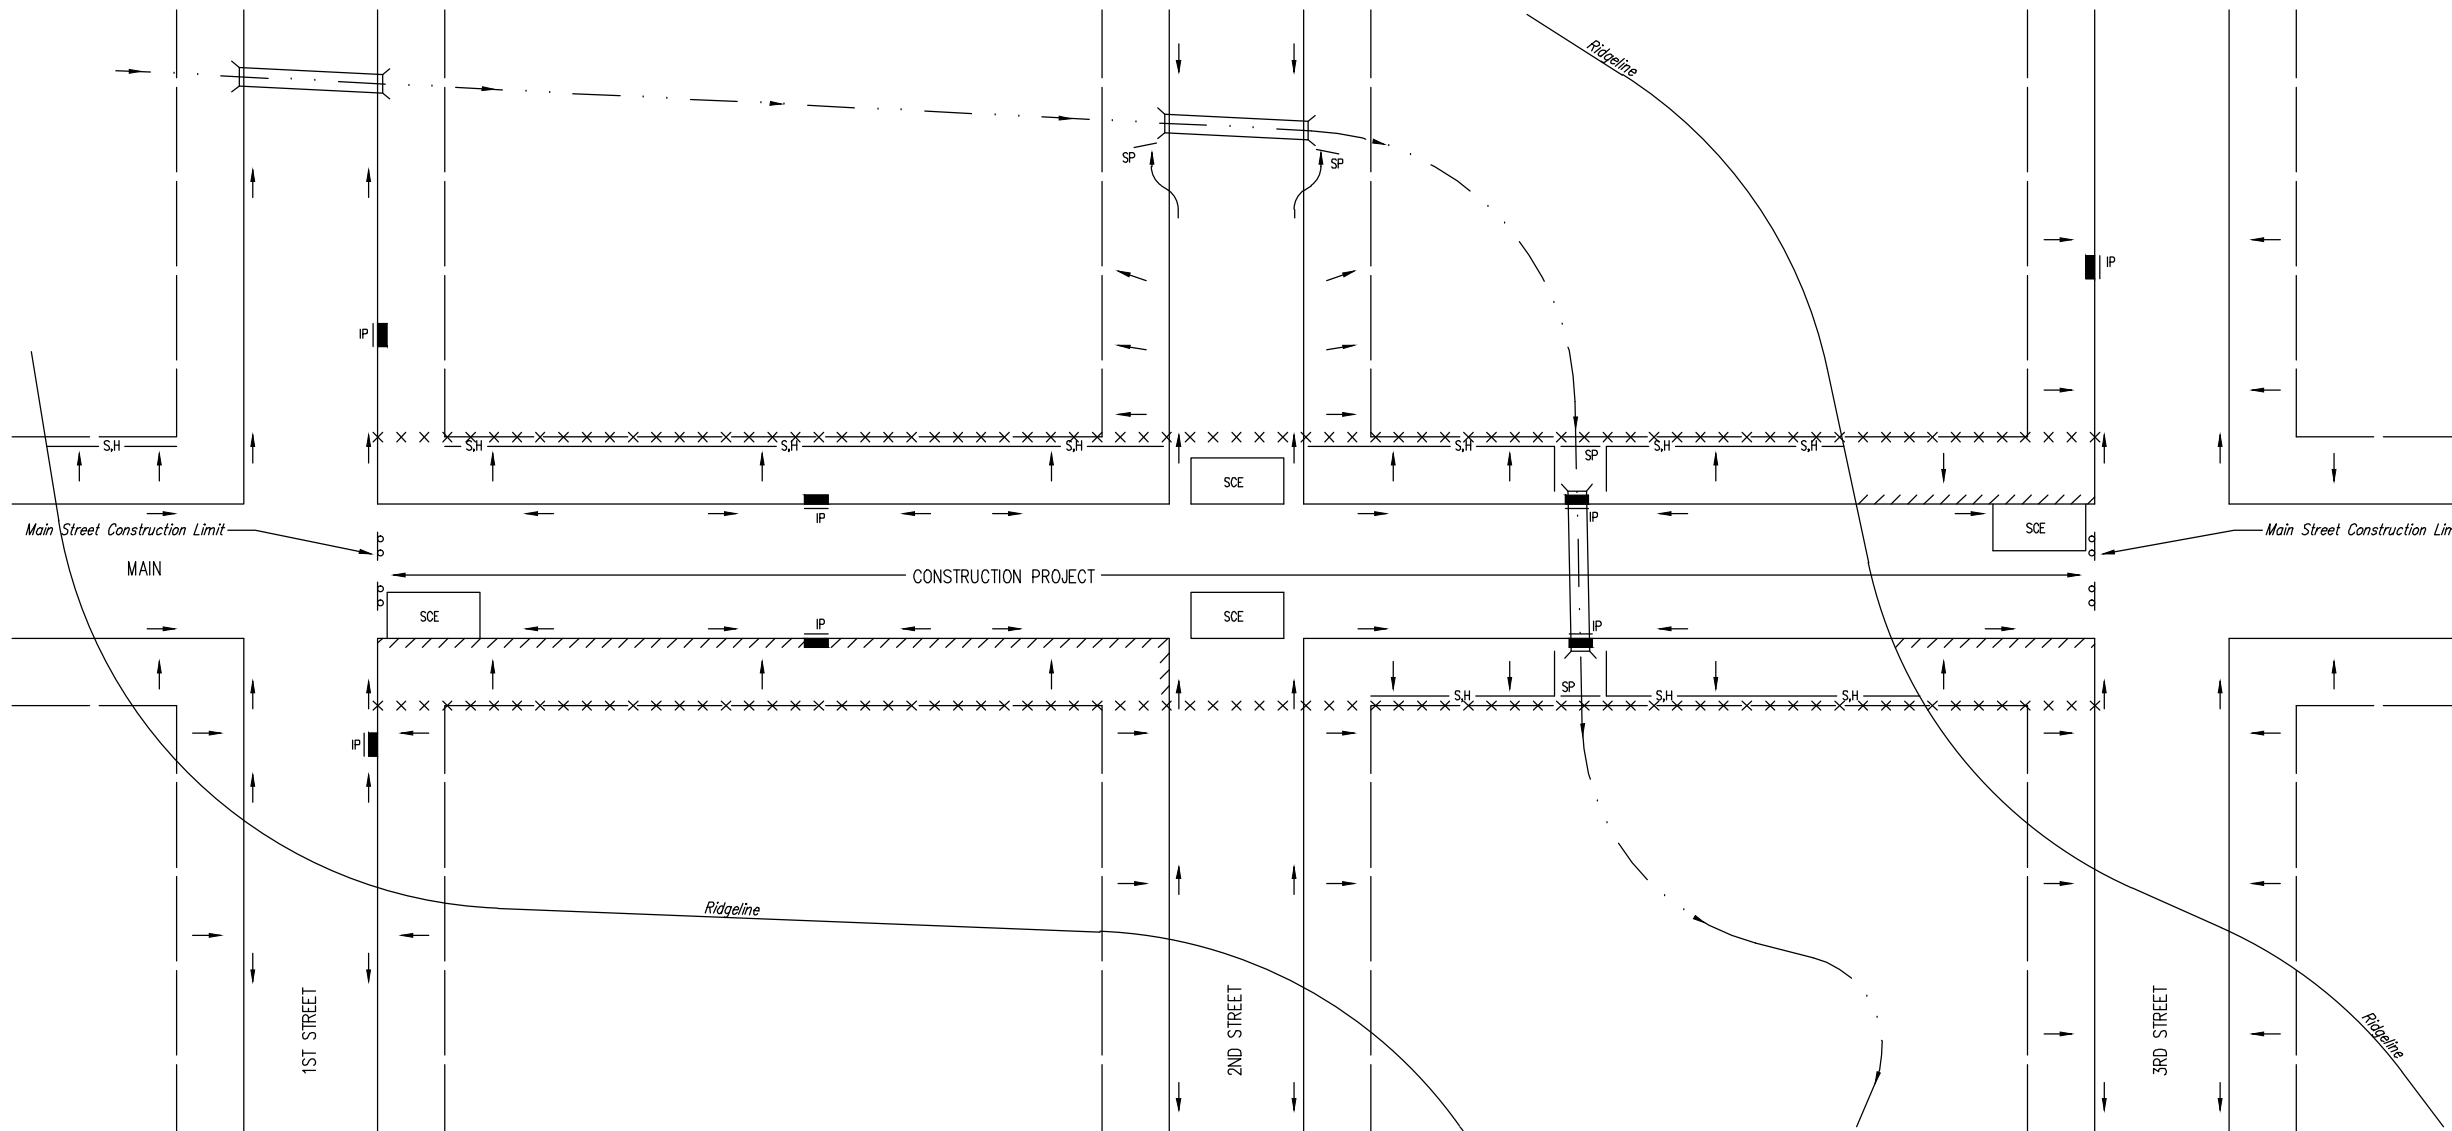 Ridgeline
SP
SP
IP
IP
S,H
S,H
S,H
S,H
S,H
SP
S,H
S,H
SCE
IP
IP
SCE
Main Street Construction Limit
Main Street Construction Lim
MAIN
CONSTRUCTION PROJECT
SCE
SCE
IP
IP
SP
S,H
S,H
S,H
IP
Ridgeline
1ST STREET
2ND STREET
3RD STREET
Ridgeline